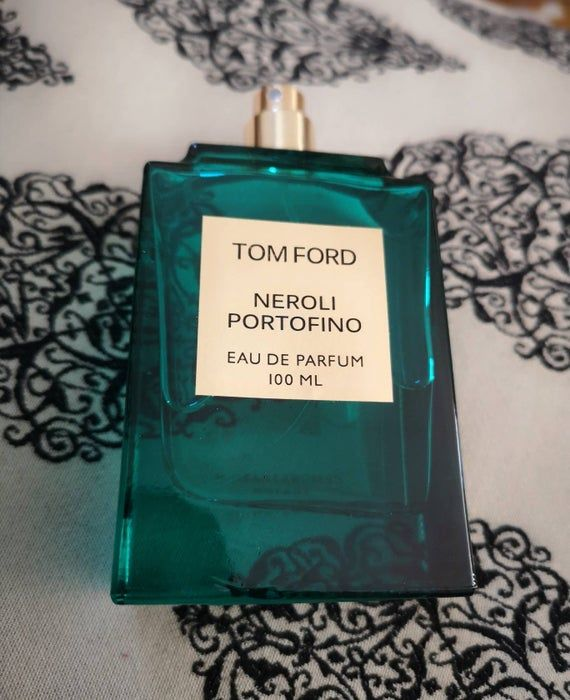 TOM FORD
NEROLI
PORTOFINO
EAU DE PARFUM
100 ML